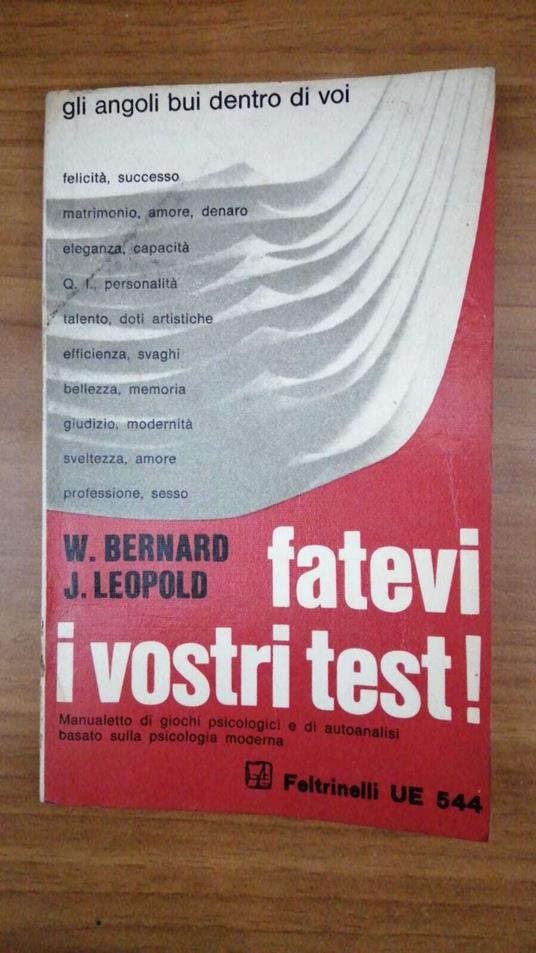 gli angoli bui dentro di voi
felicità, successo
matrimonio, amore, denaro
eleganza, capacità
Q. I., personalità
talento, doti artistiche
efficienza, svaghi
bellezza, memoria
giudizio, modernità
sveltezza, amore
professione, sesso
W. BERNARD
J. LEOPOLD
fatevi
i vostri test!
Manualetto di giochi psicologici e di autoanalisi
basato sulla psicologia moderna
Feltrinelli UE 544